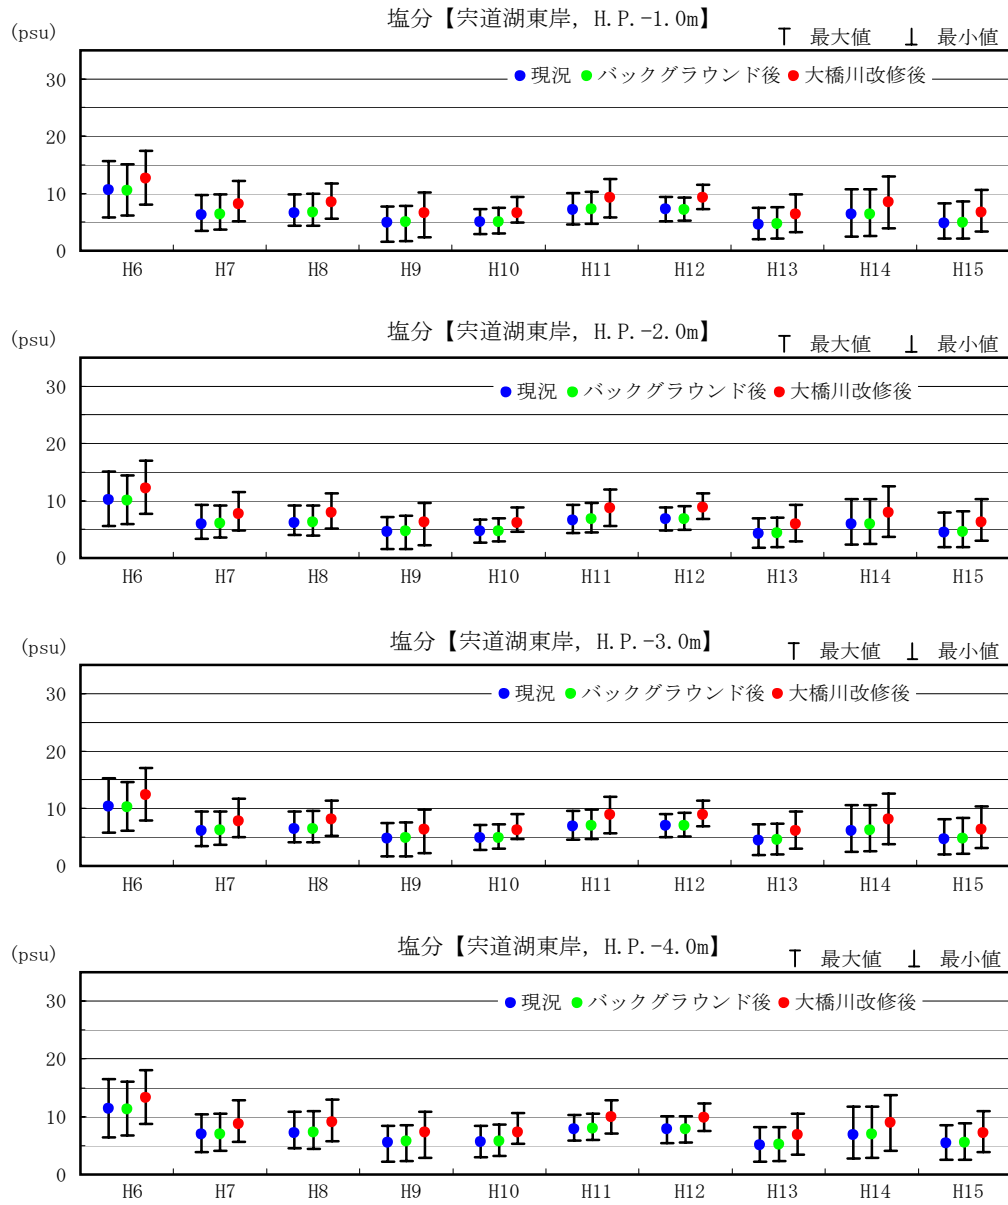 塩分【宍道湖東岸, H.P.-1.0m】
(psu)
最大値 最小値
現況 バックグラウンド後 大橋川改修後
30
20
10
0
H6 H7 H8 H9 H10 H11 H12 H13 H14 H15
塩分【宍道湖東岸, H.P.-2.0m】
(psu)
最大値 最小値
現況 バックグラウンド後 大橋川改修後
30
20
10
0
H6 H7 H8 H9 H10 H11 H12 H13 H14 H15
塩分【宍道湖東岸, H.P.-3.0m】
(psu)
最大値 最小値
現況 バックグラウンド後 大橋川改修後
30
20
10
0
H6 H7 H8 H9 H10 H11 H12 H13 H14 H15
塩分【宍道湖東岸, H.P.-4.0m】
(psu)
最大値 最小値
現況 バックグラウンド後 大橋川改修後
30
20
10
0
H6 H7 H8 H9 H10 H11 H12 H13 H14 H15